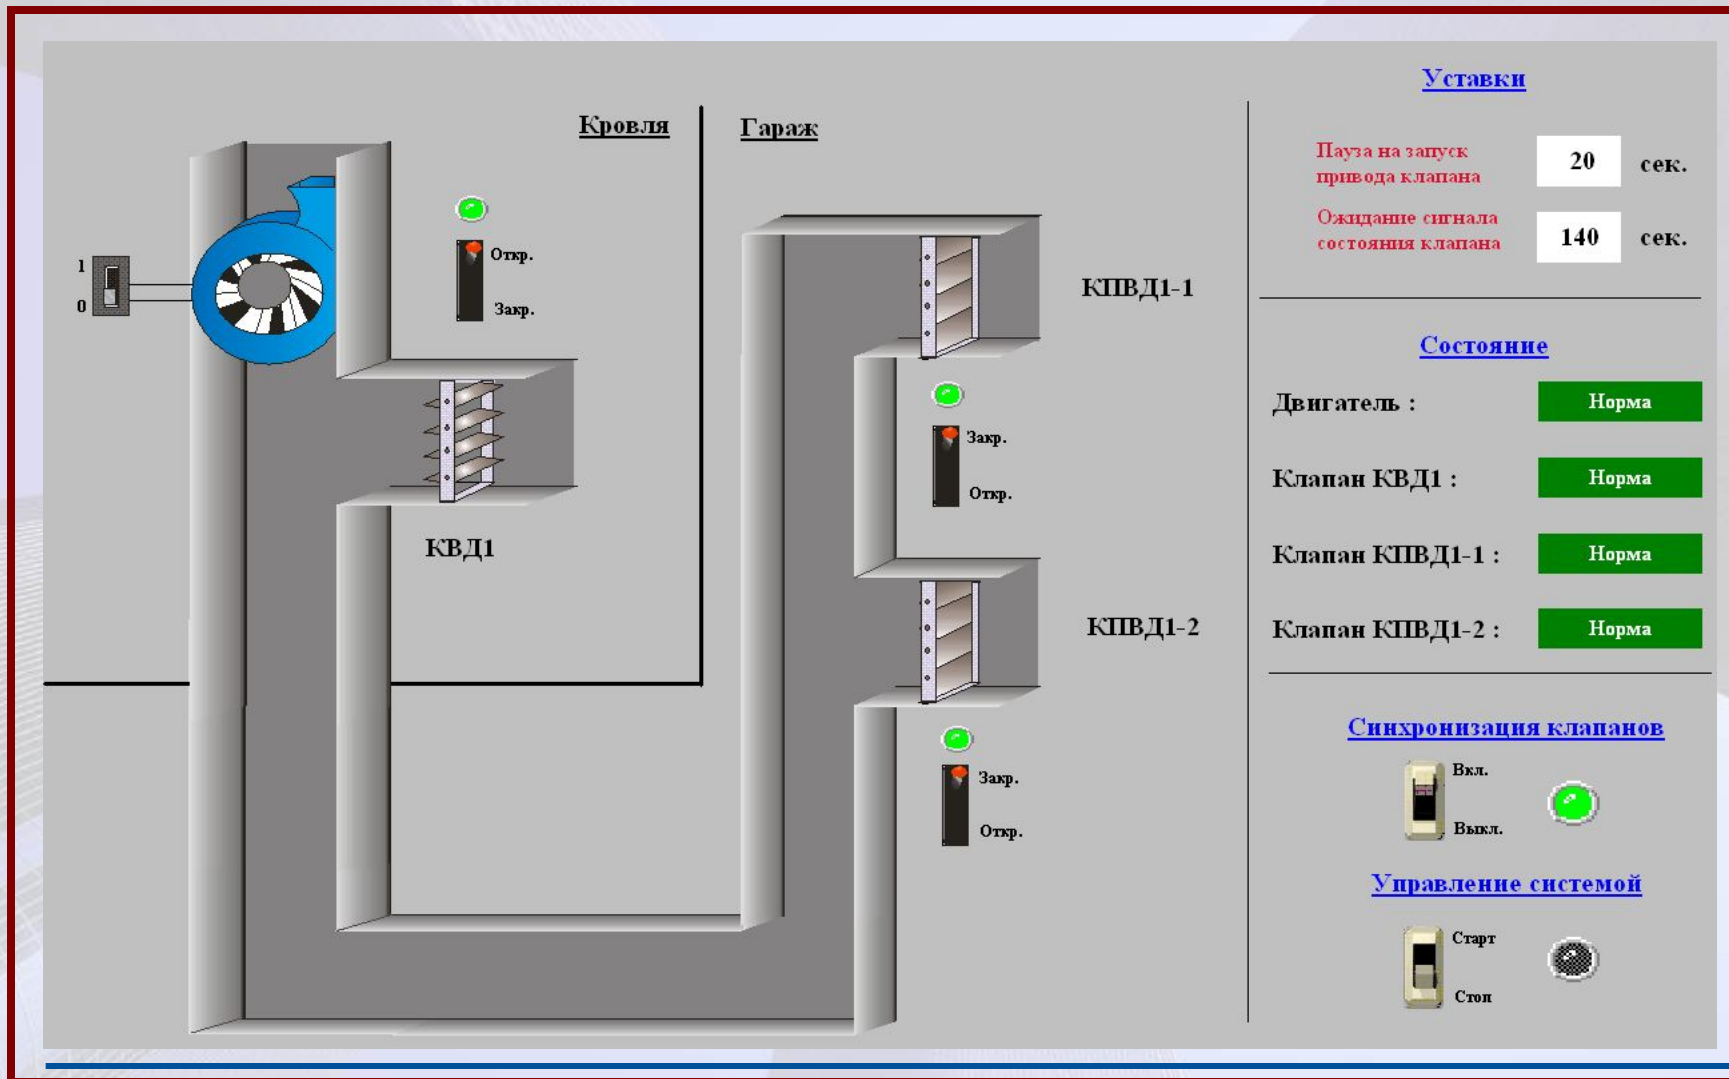 Кровля
Гараж
1
0
Откр.
Закр.
КВД1
КПВД1-1
Закр.
Откр.
КПВД1-2
Закр.
Откр.
Уставки
Пауза на запуск
привода клапана
20 сек.
Ожидание сигнала
состояния клапана
140 сек.
Состояние
Двигатель : Норма
Клапан КВД1 : Норма
Клапан КПВД1-1 : Норма
Клапан КПВД1-2 : Норма
Синхронизация клапанов
Вкл.
Выкл.
Управление системой
Старт
Стоп